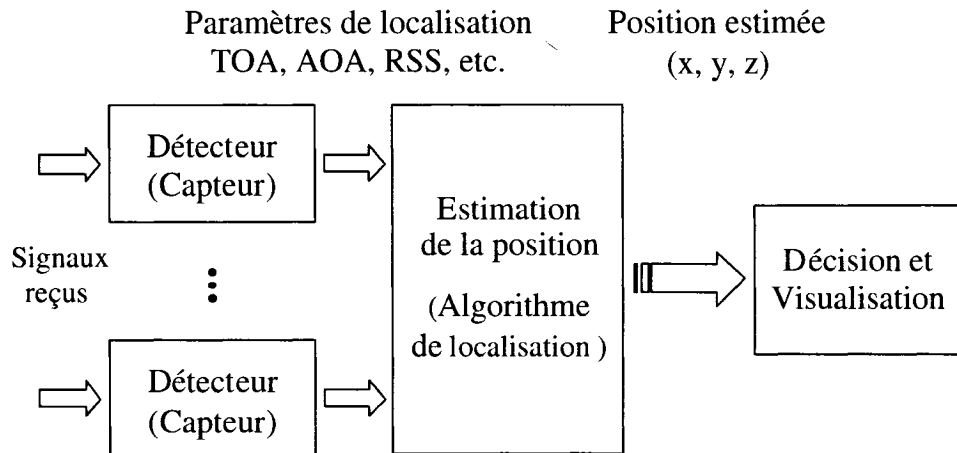 Paramètres de localisation
TOA, AOA, RSS, etc.
Position estimée
(x, y, z)
Détecteur
(Capteur)
Signaux
reçus
Détecteur
(Capteur)
Estimation
de la position
(Algorithme
de localisation )
Décision et
Visualisation